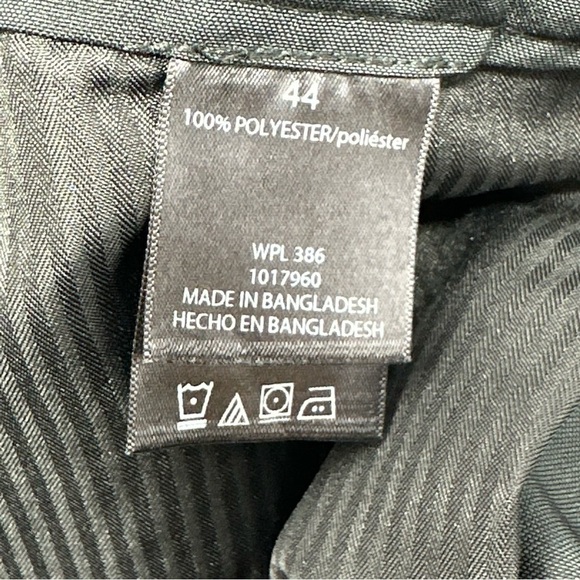 44
100% POLYESTER/poliéster
WPL 386
1017960
MADE IN BANGLADESH
HECHO EN BANGLADESH